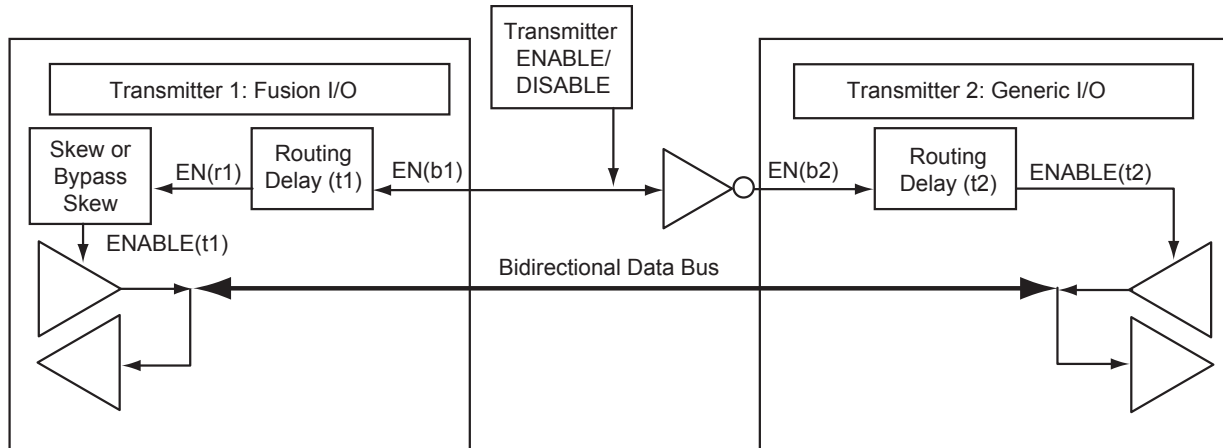 Transmitter
ENABLE/
DISABLE
Transmitter 1: Fusion I/O
Transmitter 2: Generic I/O
Skew or
Bypass
Skew
EN(r1)
Routing
Delay (t1)
EN(b1)
EN(b2)
Routing
Delay (t2)
ENABLE(t2)
ENABLE(t1)
Bidirectional Data Bus